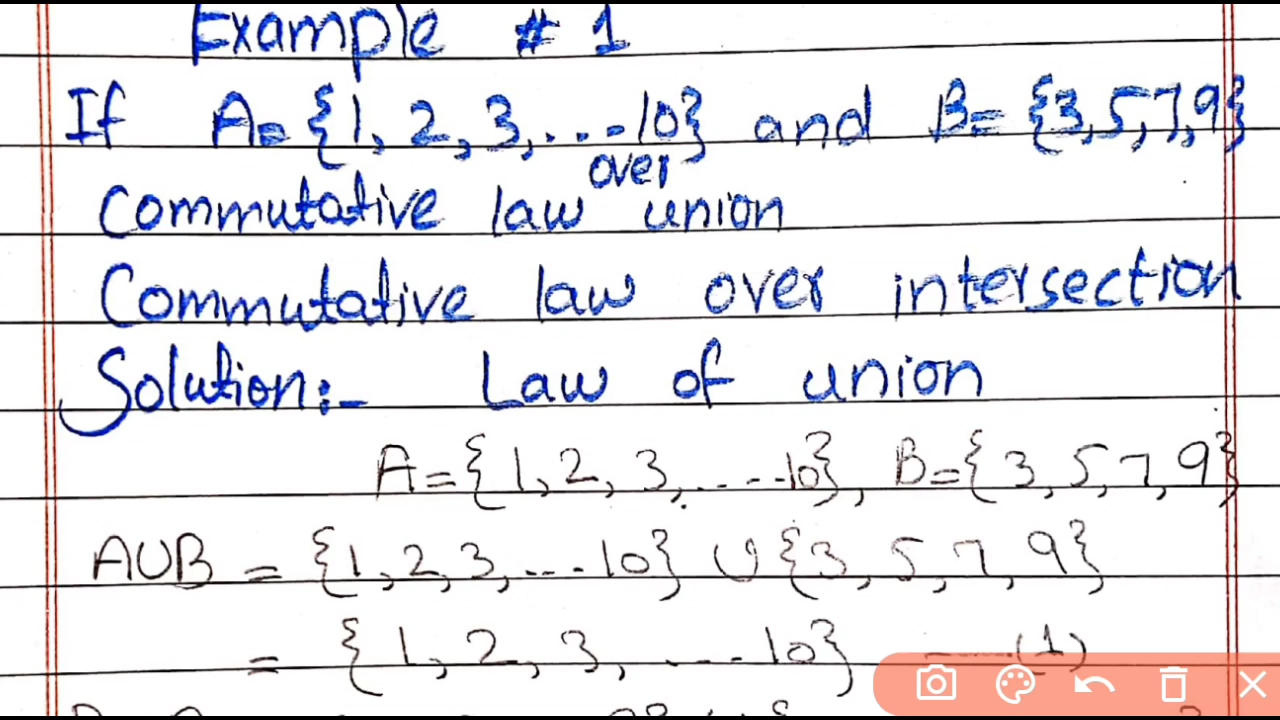 Example # 1
If A= {1, 2, 3, ...-10} and B= {3,5,7,9}
over
Commutative law union
Commutative law over intersection
Solution:- Law of union
A={1,2,3,....-10}, B={3,5,7,9}
AUB = {1,2,3,...10} U {3,5,7,9}
= {1,2,3,....10} ---(1)